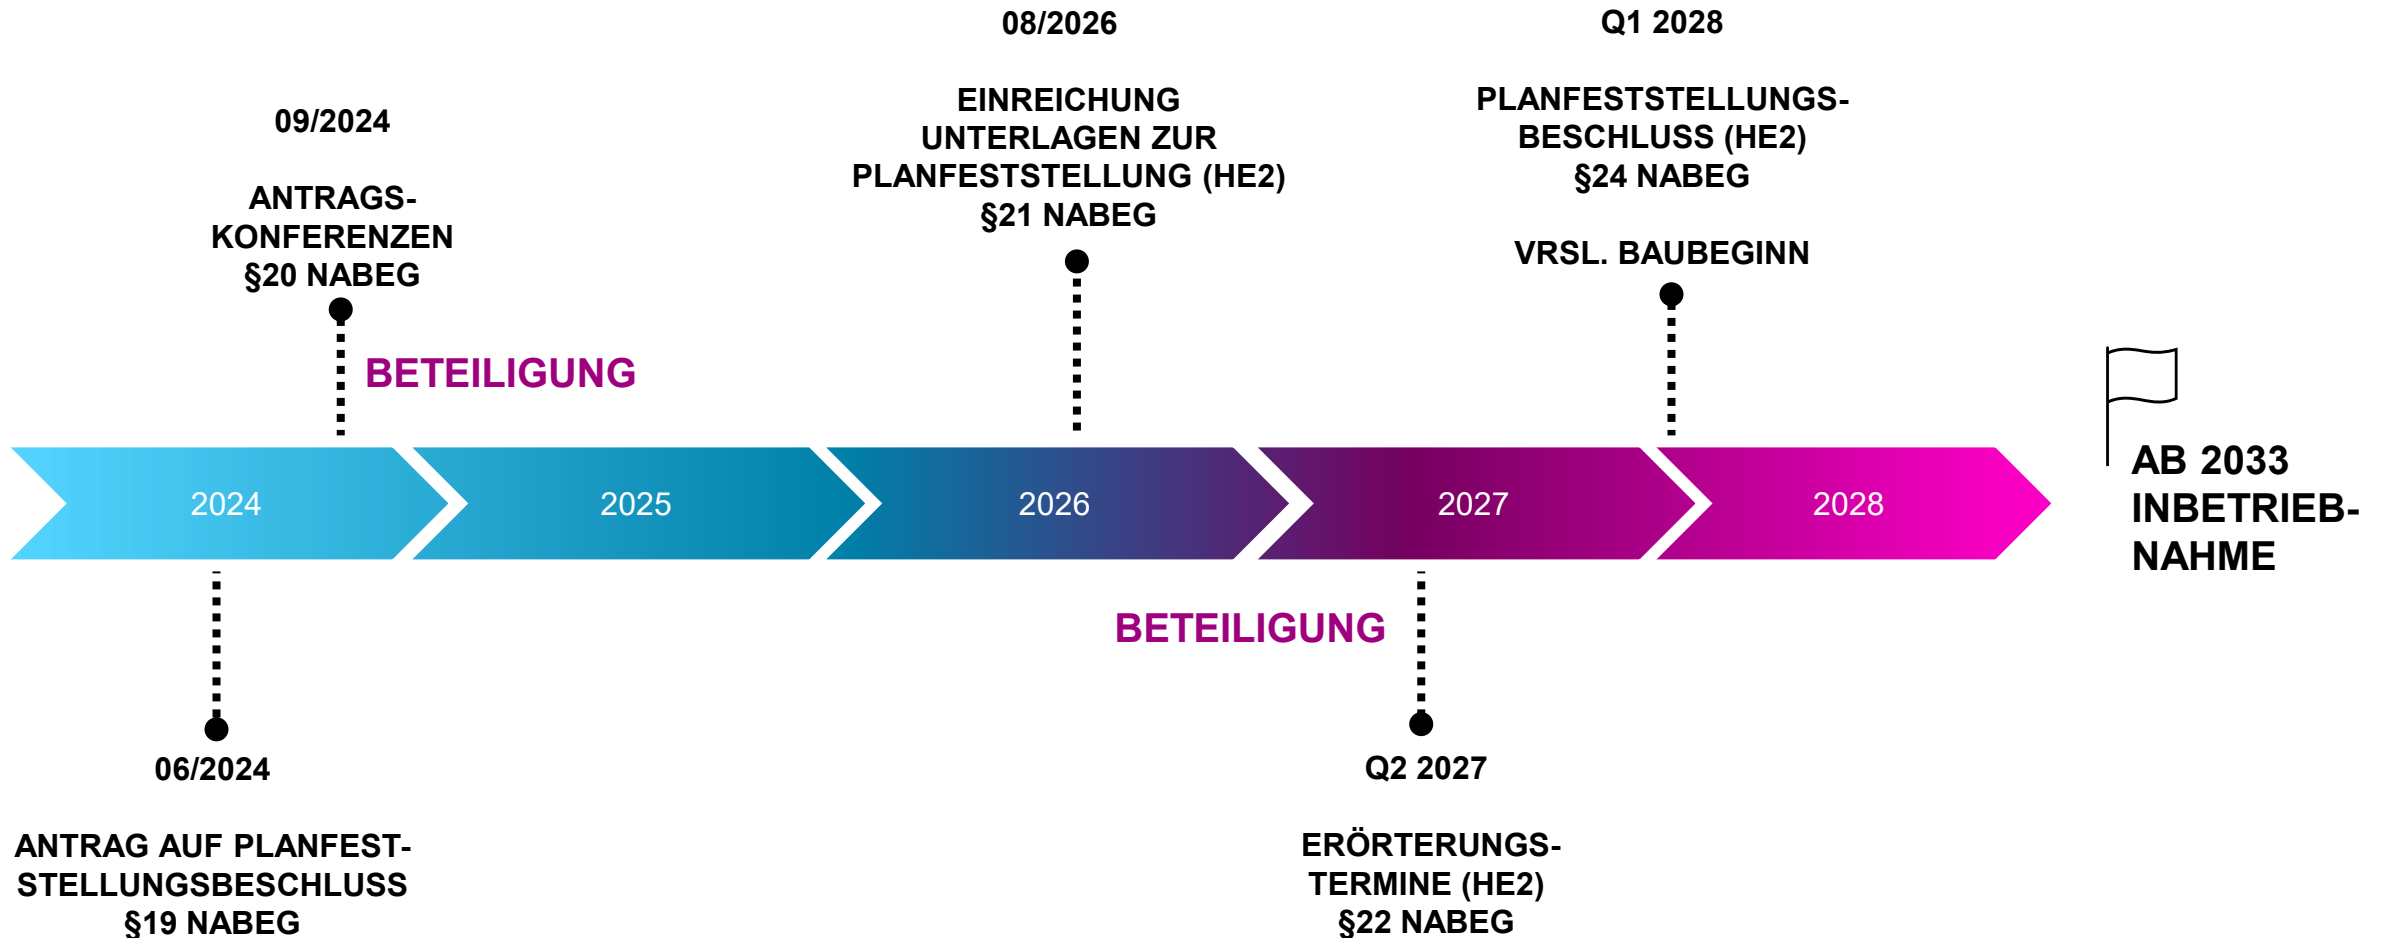 09/2024
ANTRAGS-
KONFERENZEN
§20 NABEG
08/2026
EINREICHUNG
UNTERLAGEN ZUR
PLANFESTSTELLUNG (HE2)
§21 NABEG
Q1 2028
PLANFESTSTELLUNGS-
BESCHLUSS (HE2)
§24 NABEG
VRSL. BAUBEGINN
BETEILIGUNG
2024
2025
2026
2027
2028
AB 2033
INBETRIEB-
NAHME
BETEILIGUNG
06/2024
ANTRAG AUF PLANFEST-
STELLUNGSBESCHLUSS
§19 NABEG
Q2 2027
ERÖRTERUNGS-
TERMINE (HE2)
§22 NABEG